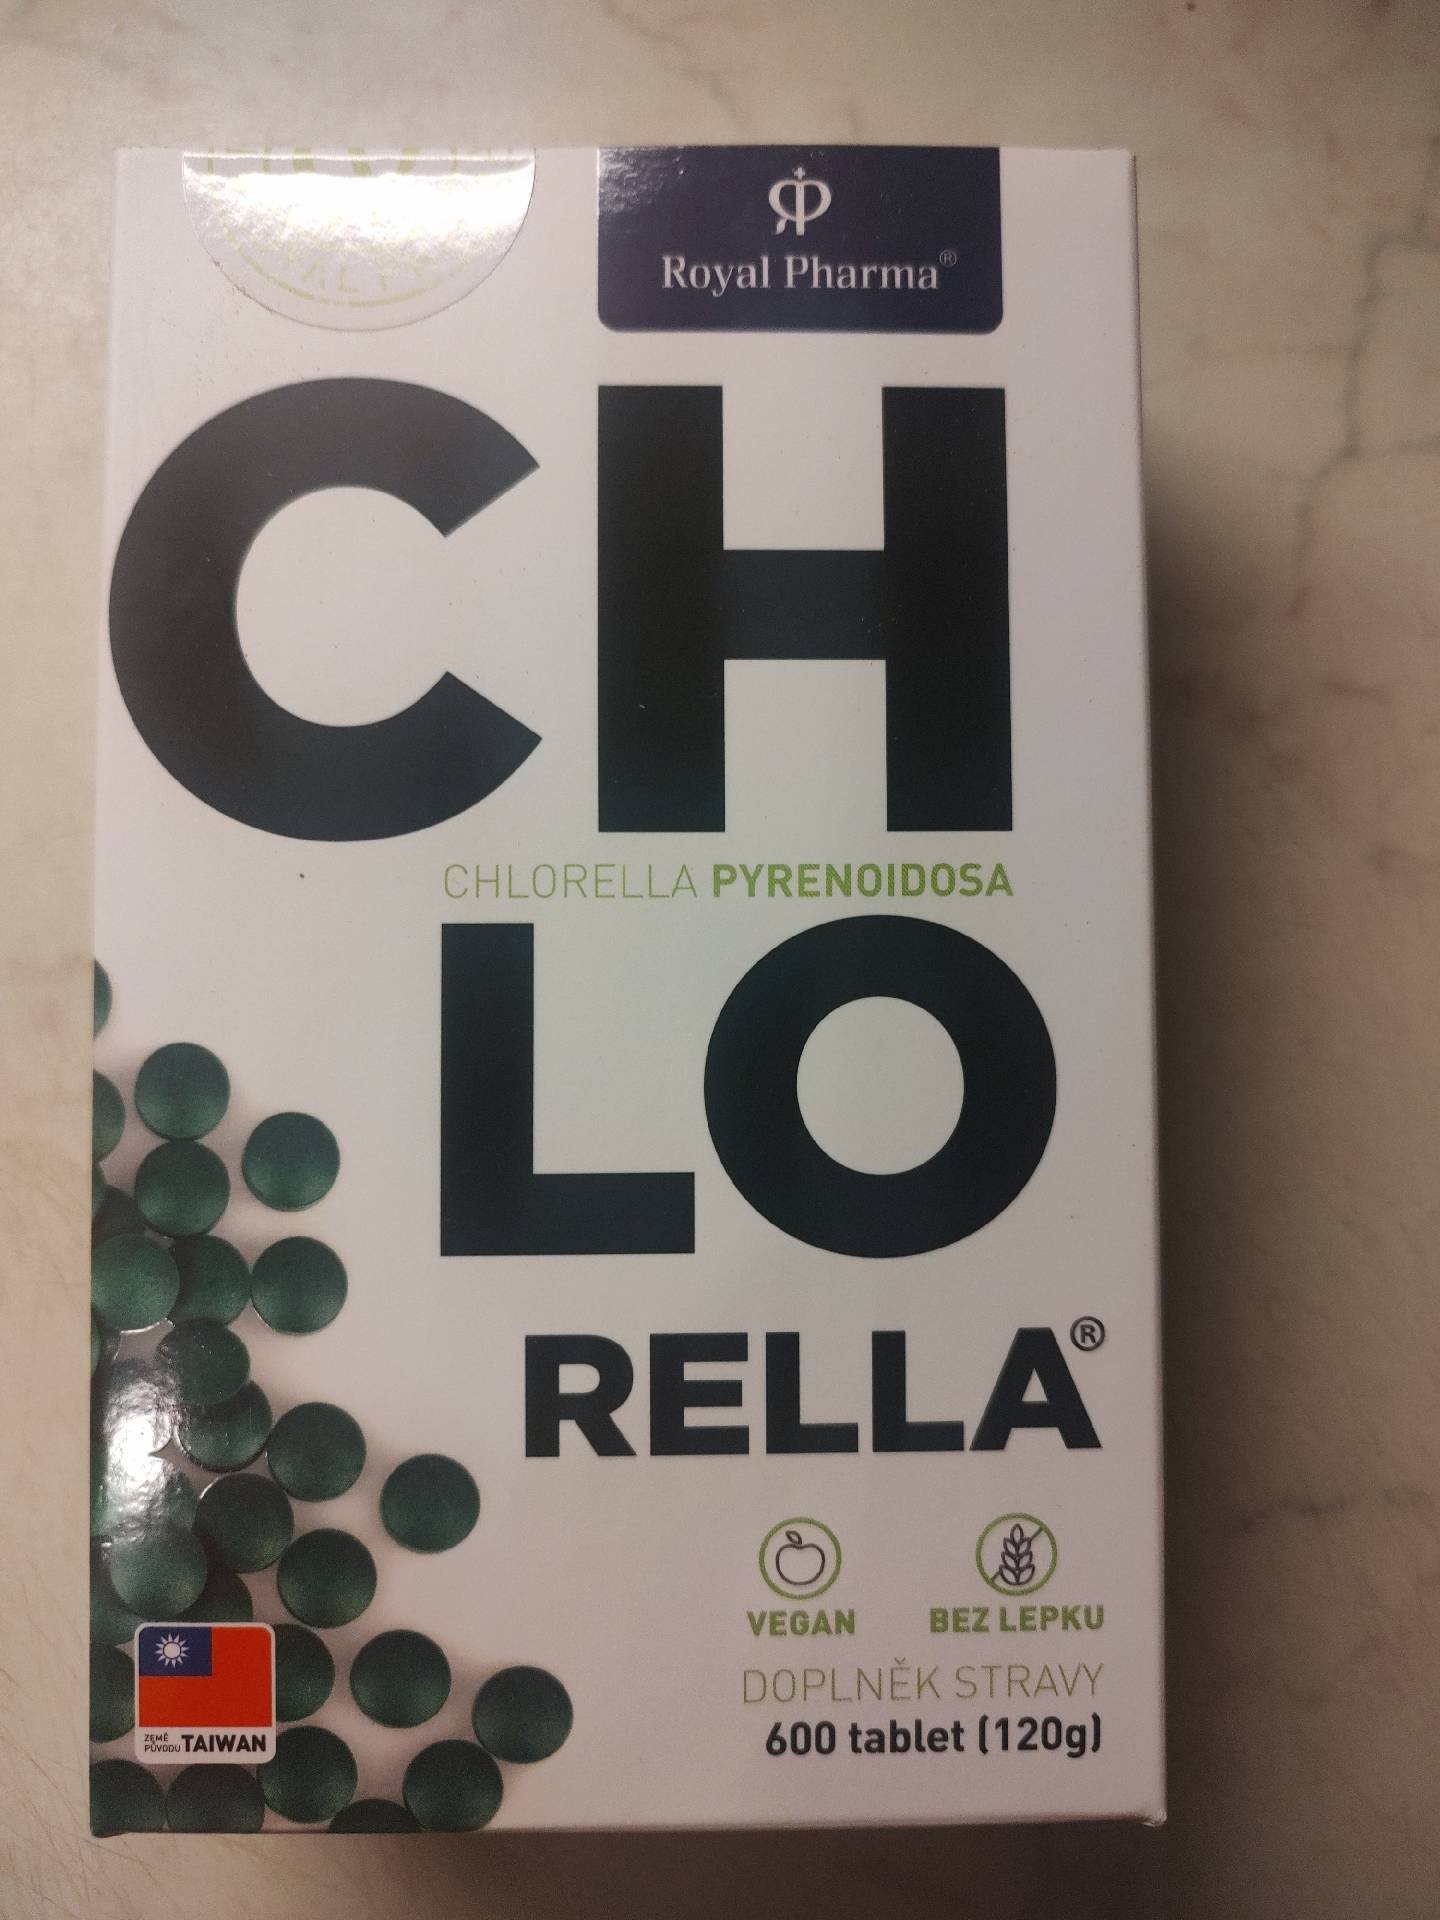 Royal Pharma®
CH
CHLORELLA PYRENOIDOSA
LO
RELLA®
VEGAN
BEZ LEPKU
DOPLNĚK STRAVY
600 tablet (120g)
ZEMĚ
PŮVODU TAIWAN